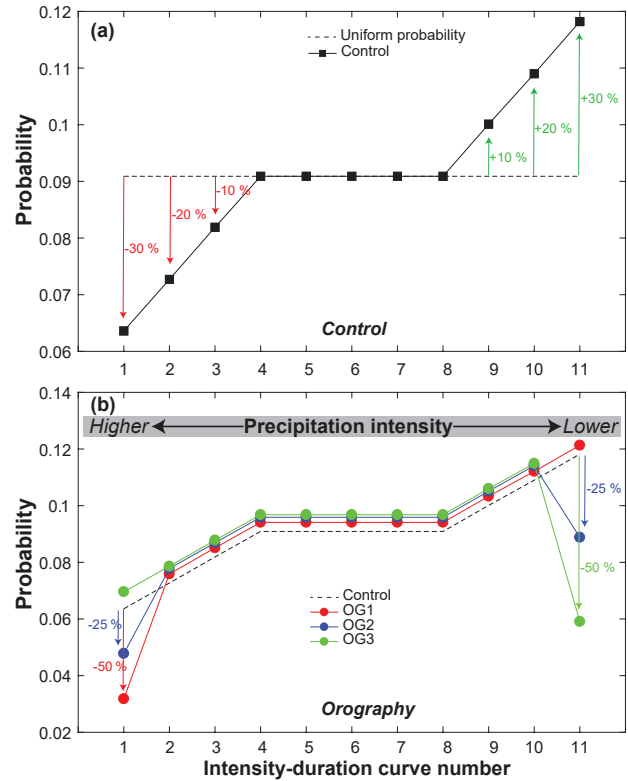 (a)
Uniform probability
Control
Probability
0.12
0.11
0.1
0.09
0.08
0.07
0.06
-30 %
-20 %
-10 %
+10 %
+20 %
+30 %
Control
1 2 3 4 5 6 7 8 9 10 11
(b)
Higher Precipitation intensity Lower
Probability
0.14
0.12
0.1
0.08
0.06
0.04
0.02
-25 %
-50 %
-25 %
-50 %
Control
OG1
OG2
OG3
Orography
1 2 3 4 5 6 7 8 9 10 11
Intensity-duration curve number